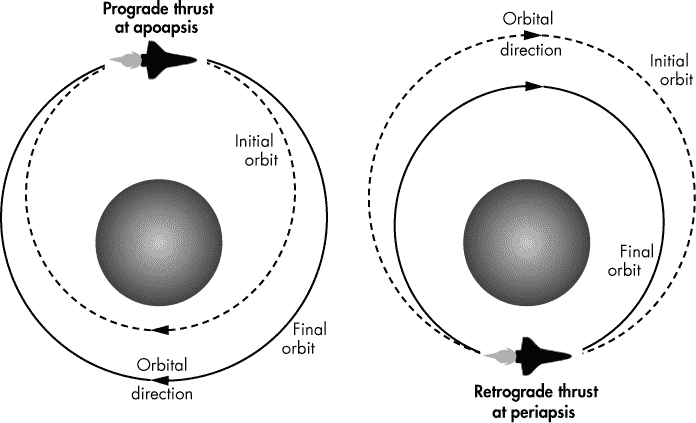 Prograde thrust
at apoapsis
Initial
orbit
Final
orbit
Orbital
direction
Orbital
direction
Initial
orbit
Final
orbit
Retrograde thrust
at periapsis